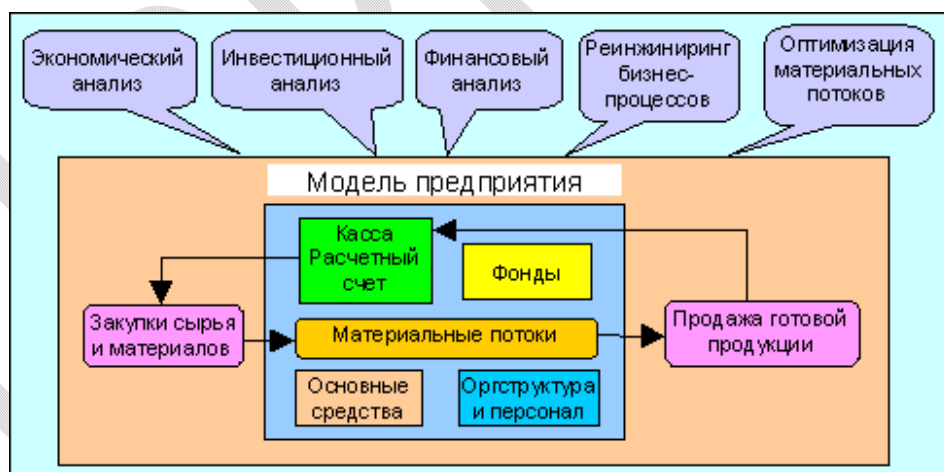 Экономический
анализ
Инвестиционный
анализ
Финансовый
анализ
Реинжиниринг
бизнес-
процессов
Оптимизация
материальных
потоков
Модель предприятия
Касса
Расчетный
счет
Фонды
Закупки сырья
и материалов
Материальные потоки
Продажа готовой
продукции
Основные
средства
Оргструктура
и персонал